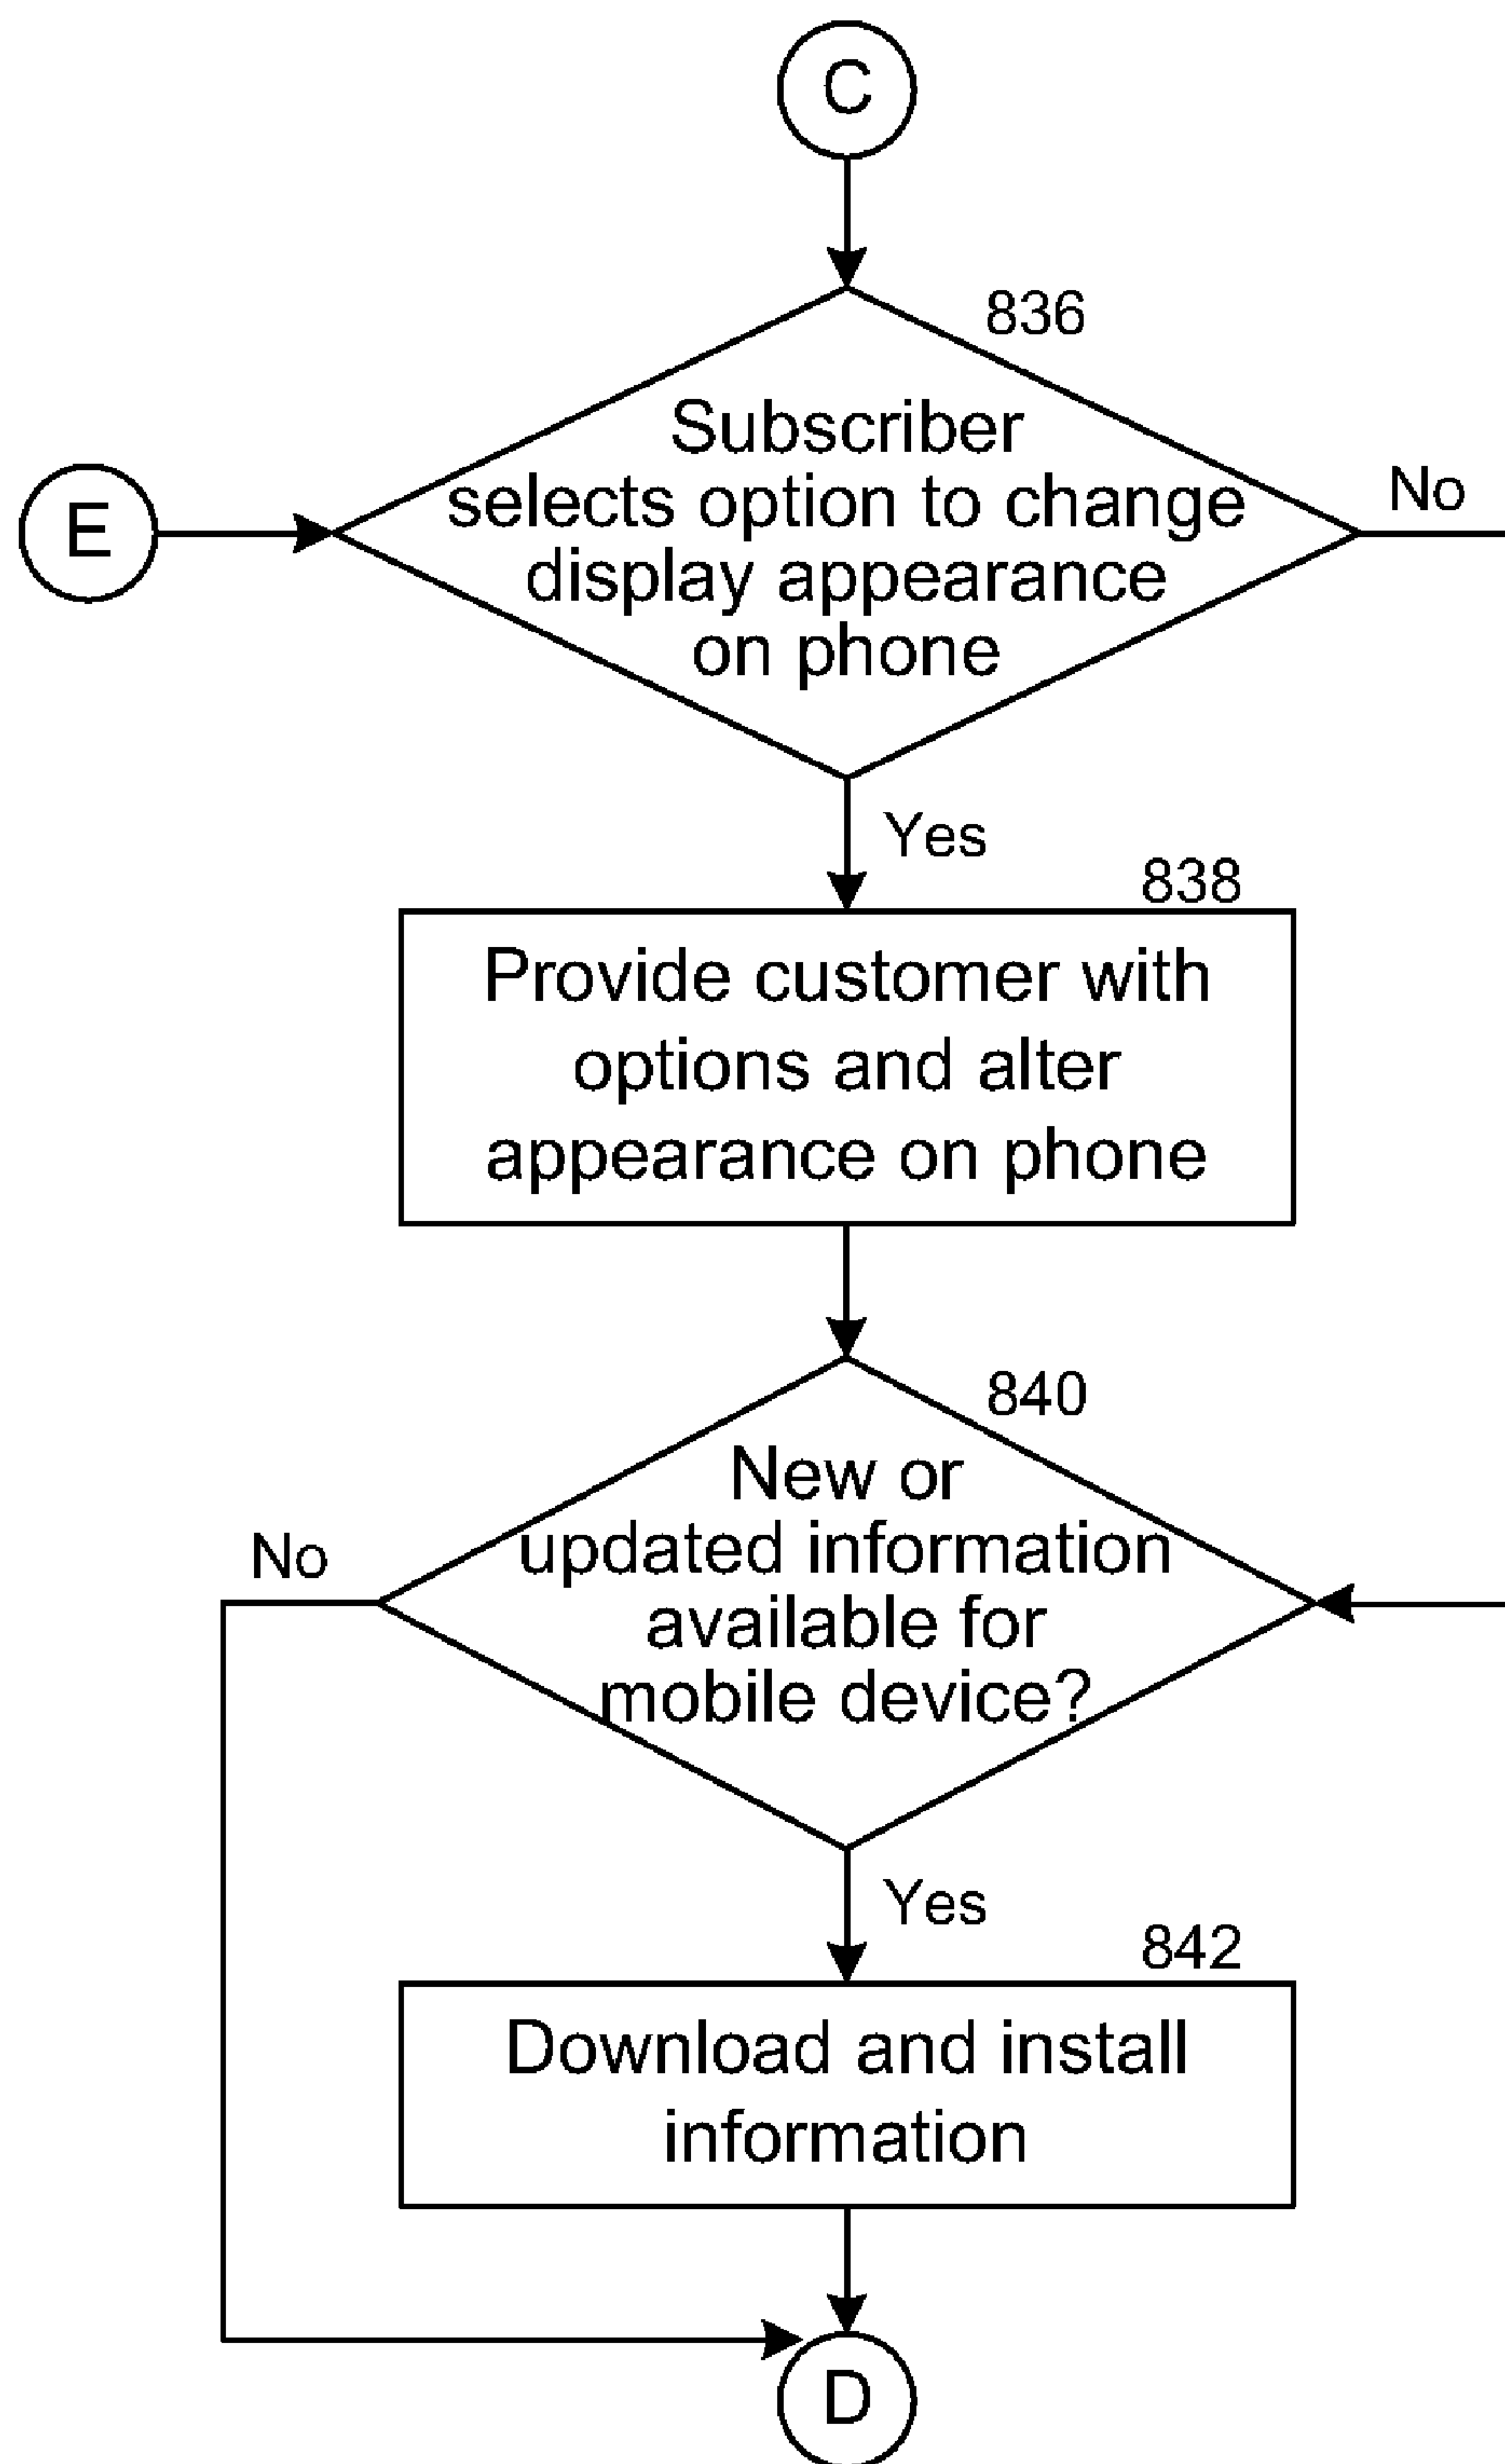 C
836
Subscriber
selects option to change
display appearance
on phone
E
No
Yes
838
Provide customer with
options and alter
appearance on phone
840
New or
updated information
available for
mobile device?
No
Yes
842
Download and install
information
D